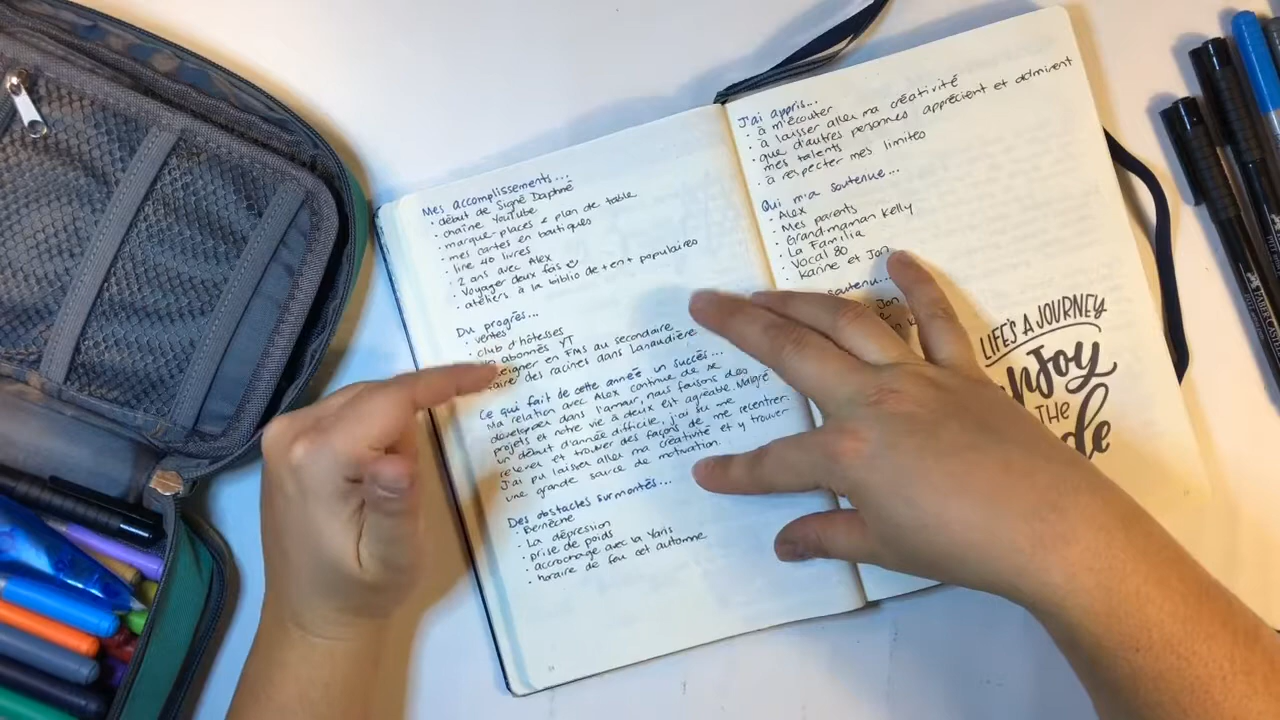 Mes accomplissements...
• début de Signé Daphné
• chaîne YouTube
• marque-places & plan de table
• mes cartes en boutiques
• lire 40 livres
• 2 ans avec Alex
• Voyager deux fois
• ateliers à la biblio de + en + populaires
Du progrès...
• ventes
• club d'hôtesses
abonnés YT
en Fras au secondaire
des racines dans Lanaudière
Ce qui fait de cette année un succès...
Ma relation avec Alex continue de se
développer dans l'amour, nous faisons des
projets et notre vie à deux est agréable. Malgré
un début d'année difficile, j'ai su me
relever et trouver des façons de me recentrer.
J'ai pu laisser aller ma créativité et y trouver
une grande source de motivation.
Des obstacles surmontés...
• La dépression
• prise de poids
• accrochage avec la Yaris
• horaire de fou cet automne
J'ai appris...
• à m'écouter
• à laisser aller ma créativité
• que d'autres personnes apprécient et admirent
mes talents
• à respecter mes limites
Qui m'a soutenue...
• Alex
• Mes parents
• Grandmaman Kelly
• La Familia
• Vocal 80
• Karine et Jon
soutenu...
Jon
LIFE'S A JOURNEY
THE
FABER-CASTELL